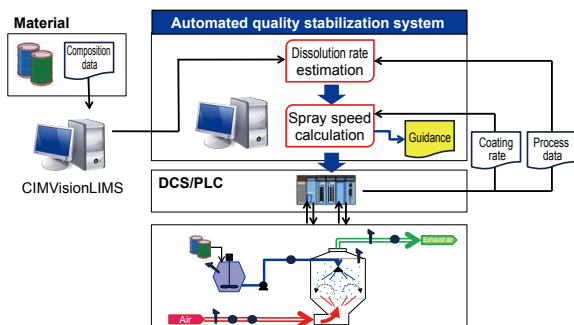 Material
Automated quality stabilization system
Composition
data
Dissolution rate
estimation
Spray speed
calculation
Guidance
Coating
rate
Process
data
CIMVisionLIMS
DCS/PLC
Exhaust air
Air